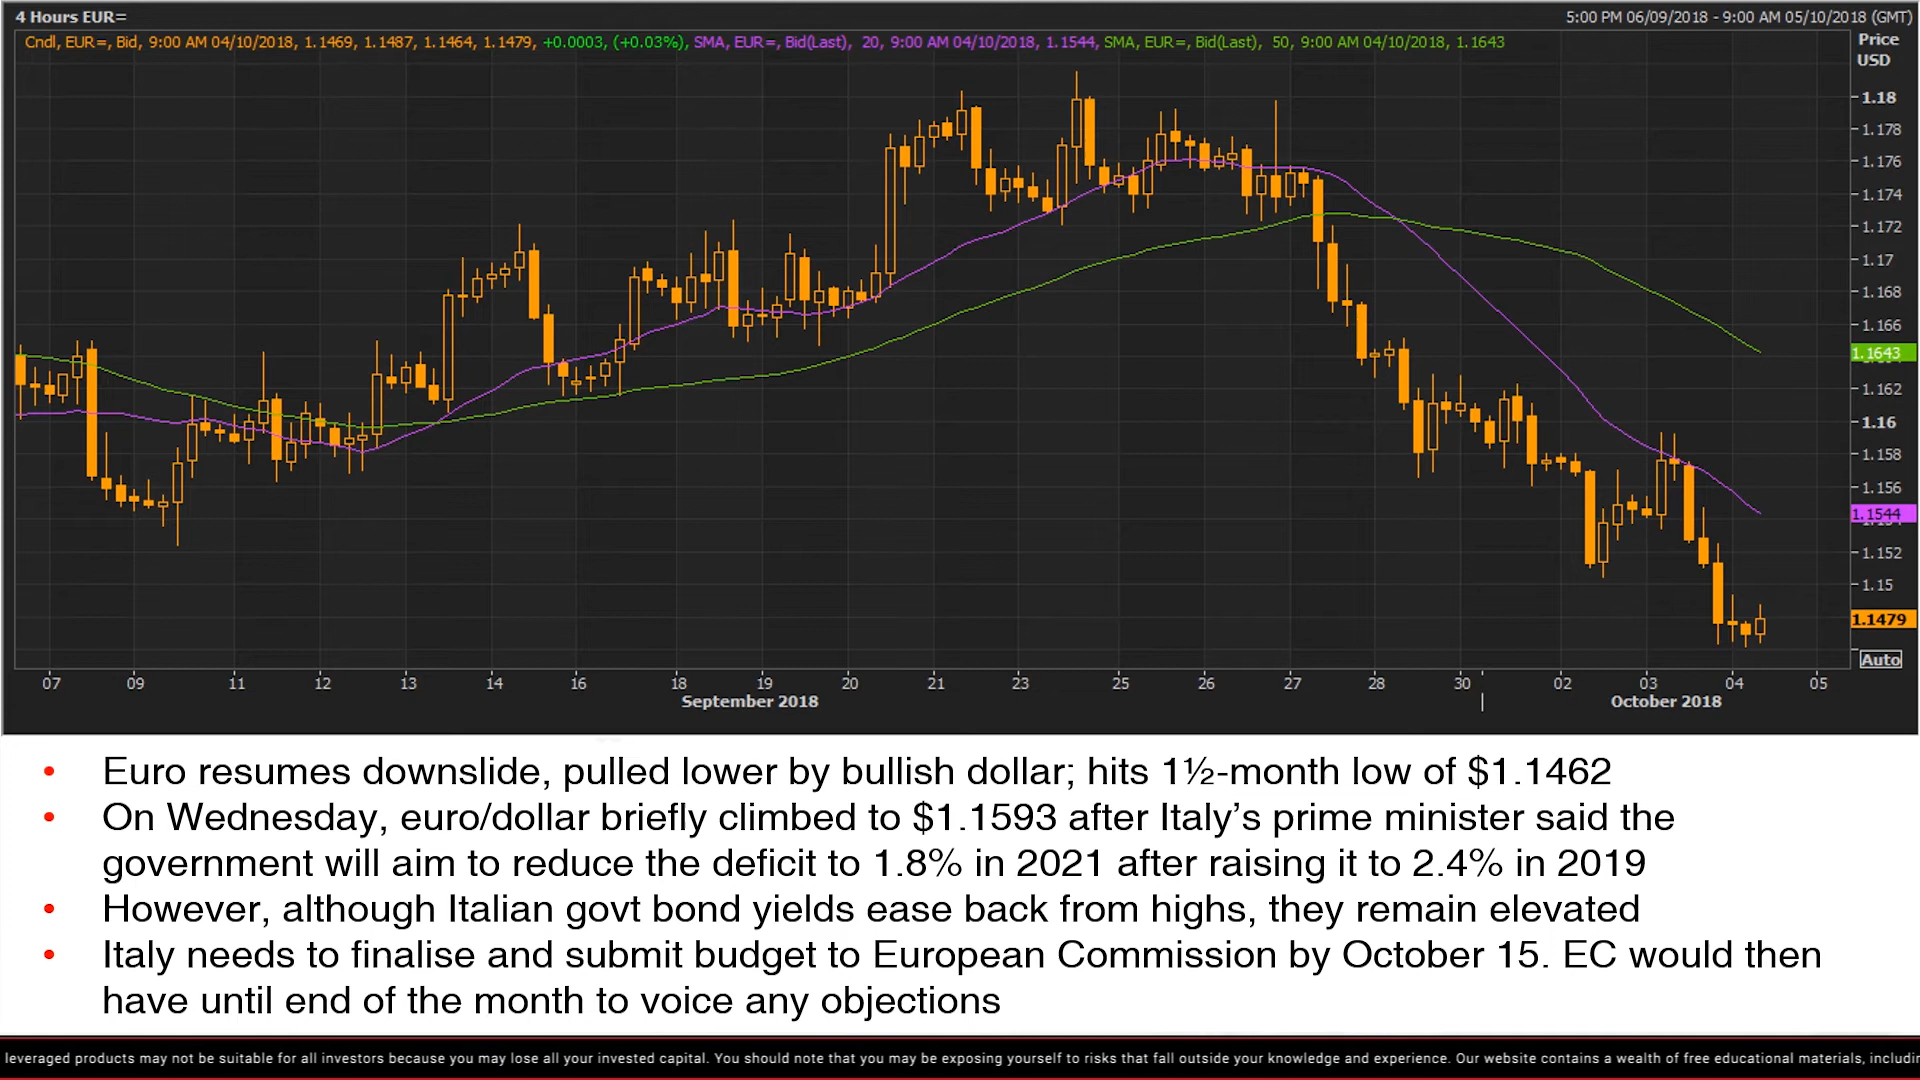 4 Hours EUR=
5:00 PM 06/09/2018 - 9:00 AM 05/10/2018 (GMT)
Cndl, EUR=, Bid, 9:00 AM 04/10/2018, 1.1469, 1.1487, 1.1464, 1.1479, +0.0003, (+0.03%), SMA, EUR=, Bid(Last), 20, 9:00 AM 04/10/2018, 1.1544, SMA, EUR=, Bid(Last), 50, 9:00 AM 04/10/2018, 1.1643
Price
USD
1.18
1.178
1.176
1.174
1.172
1.17
1.168
1.166
1.1643
1.162
1.16
1.158
1.156
1.1544
1.152
1.15
1.1479
Auto
07 09 11 12 13 14 16 18 19 20 21 23 25 26 27 28 30 02 03 04 05
September 2018 October 2018
• Euro resumes downslide, pulled lower by bullish dollar; hits 1½-month low of $1.1462
• On Wednesday, euro/dollar briefly climbed to $1.1593 after Italy’s prime minister said the
government will aim to reduce the deficit to 1.8% in 2021 after raising it to 2.4% in 2019
• However, although Italian govt bond yields ease back from highs, they remain elevated
• Italy needs to finalise and submit budget to European Commission by October 15. EC would then
have until end of the month to voice any objections
leveraged products may not be suitable for all investors because you may lose all your invested capital. You should note that you may be exposing yourself to risks that fall outside your knowledge and experience. Our website contains a wealth of free educational materials, includin